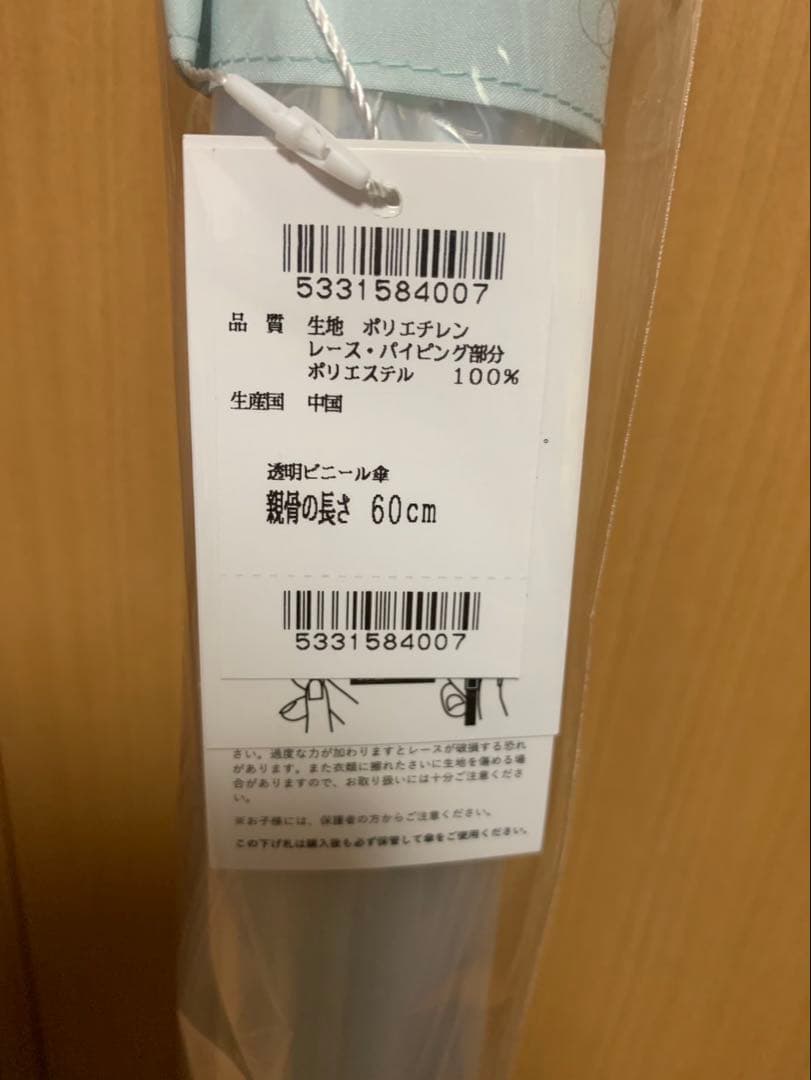 5331584007
品 質 生地 ポリエチレン
レース・パイピング部分
ポリエステル 100%
生産国 中国
透明ビニール傘
親骨の長さ 60cm
5331584007
さい。過度な力が加わりますとレースが破損する恐れ
があります。また衣類に擦れたさいに生地を傷める場
合がありますので、お取り扱いには十分ご注意くださ
い。
※お子様には、保護者の方からご注意ください。
この下げ札は購入後も必ず保管して傘をご使用ください。